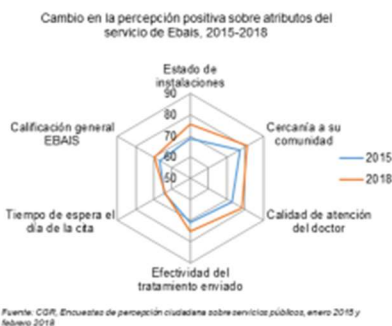 Cambio en la percepción positiva sobre atributos del
servicio de Ebais, 2015-2018
Estado de
instalaciones
90
80
70
60
50
Cercanía a su
comunidad
Calidad de atención
del doctor
Efectividad del
tratamiento enviado
Tiempo de espera el
día de la cita
Calificación general
EBAIS
2015
2018
Fuente: CGR, Encuestas de percepción ciudadana sobre servicios públicos, enero 2015 y
febrero 2018